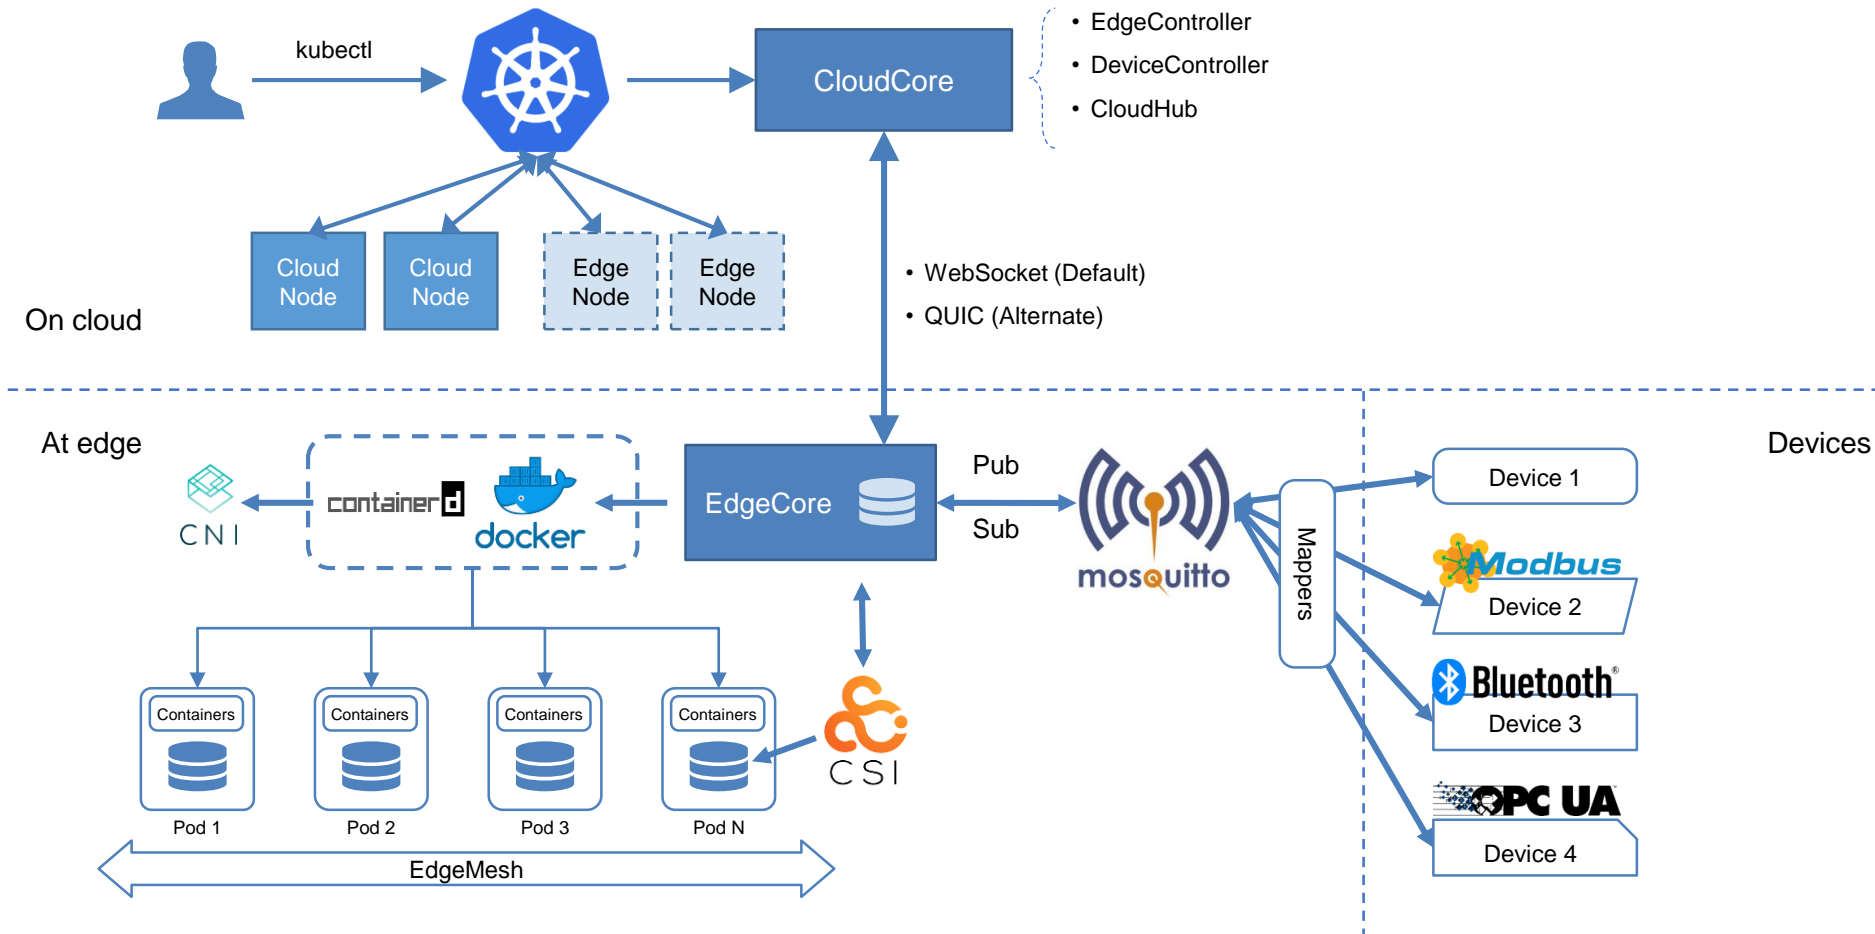 kubectl
CloudCore
• EdgeController
• DeviceController
• CloudHub
Cloud
Node
Cloud
Node
Edge
Node
Edge
Node
• WebSocket (Default)
• QUIC (Alternate)
On cloud
At edge
Devices
CNI
containerd
docker
EdgeCore
Pub
Sub
mosquitto
Mappers
Device 1
Modbus
Device 2
Bluetooth®
Device 3
OPC UA
Device 4
Containers
Containers
Containers
Containers
CSI
Pod 1
Pod 2
Pod 3
Pod N
EdgeMesh